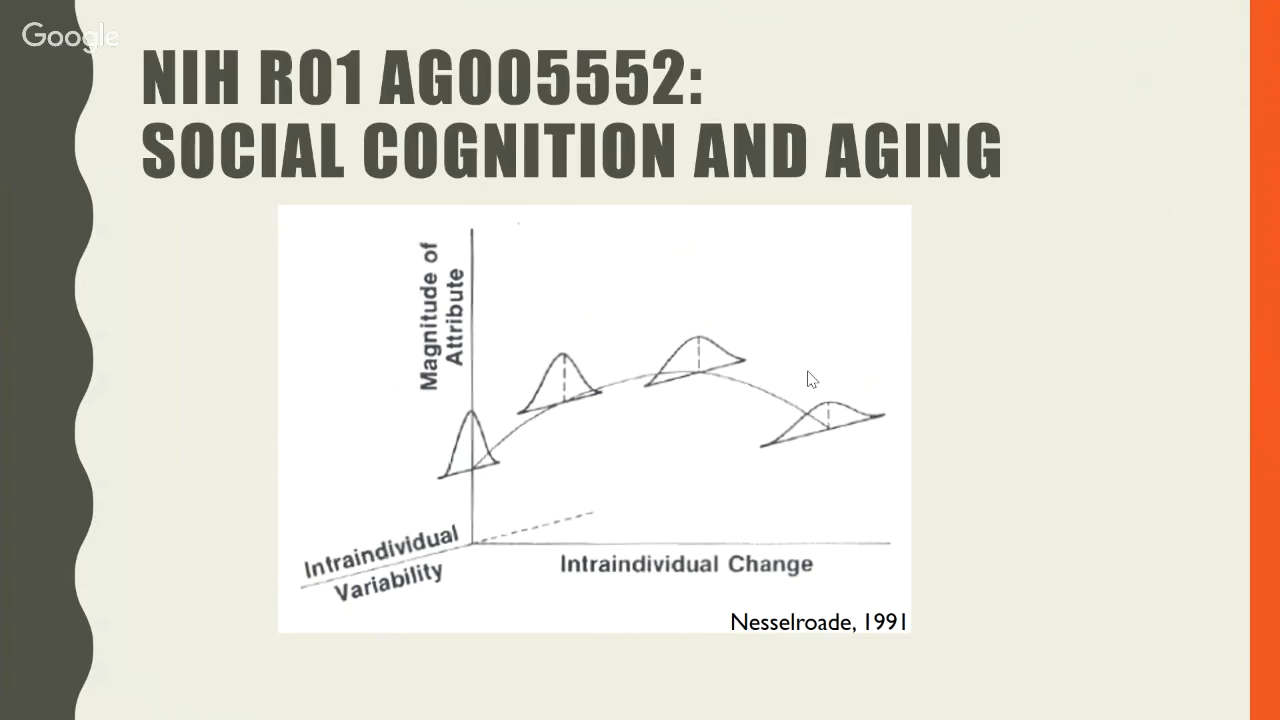 Google
NIH R01 AG005552:
SOCIAL COGNITION AND AGING
Magnitude of
Attribute
Intraindividual
Variability
Intraindividual Change
Nesselroade, 1991